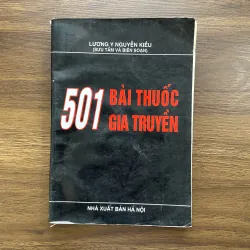 LƯƠNG Y NGUYỄN KIỀU
(SƯU TẦM VÀ BIÊN SOẠN)
501 BÀI THUỐC
GIA TRUYỀN
NHÀ XUẤT BẢN HÀ NỘI